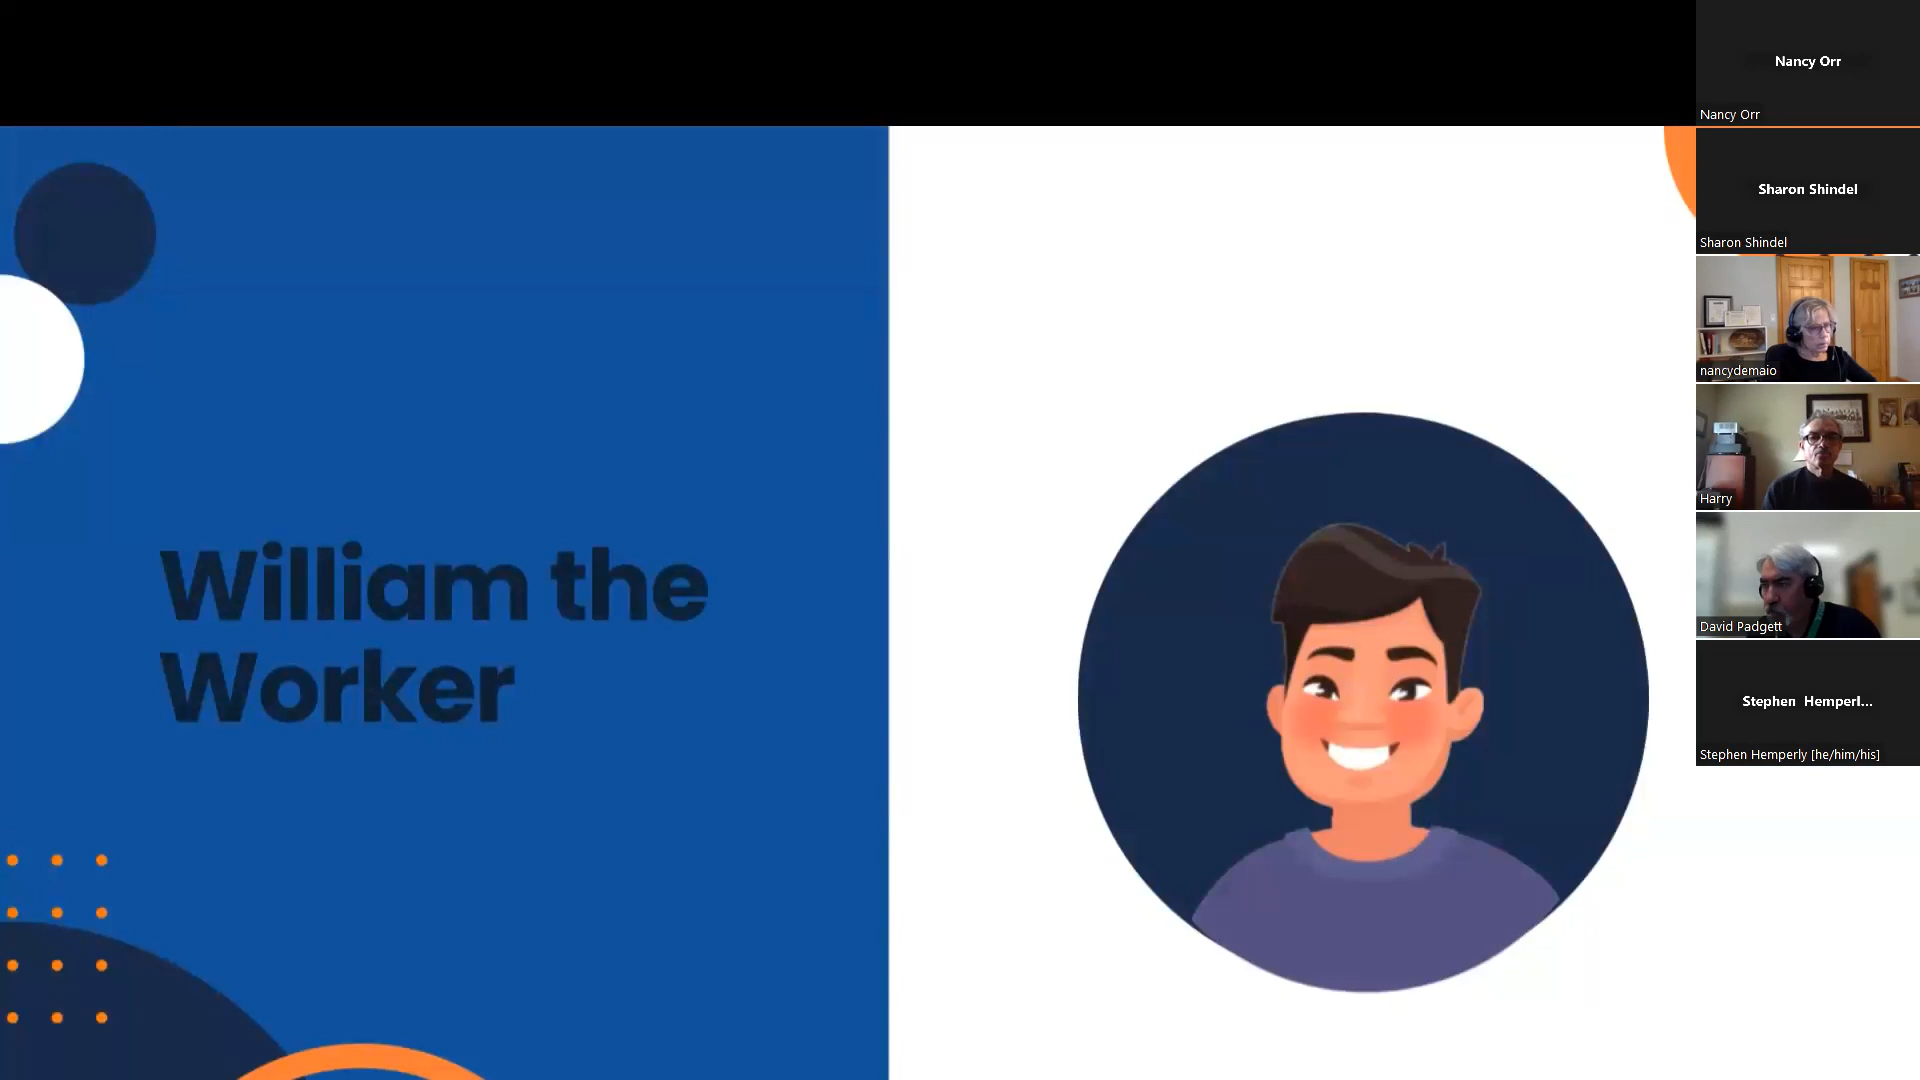 William the
Worker
Nancy Orr
Nancy Orr
Sharon Shindel
Sharon Shindel
nancydemaio
Harry
David Padgett
Stephen Hemperl...
Stephen Hemperly [he/him/his]